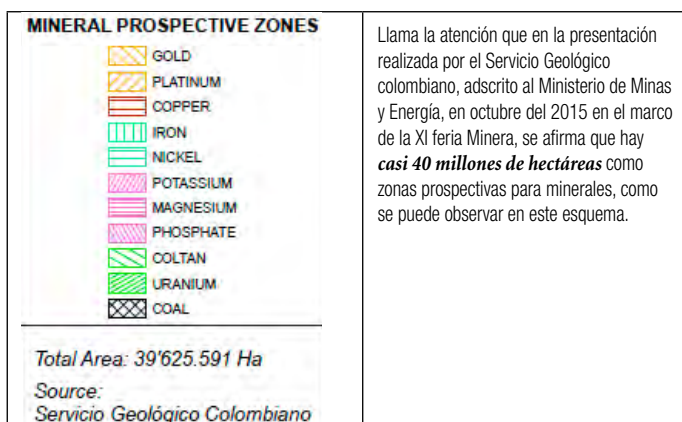 MINERAL PROSPECTIVE ZONES
GOLD
PLATINUM
COPPER
IRON
NICKEL
POTASSIUM
MAGNESIUM
PHOSPHATE
COLTAN
URANIUM
COAL
Total Area: 39'625.591 Ha
Source:
Servicio Geológico Colombiano
Llama la atención que en la presentación
realizada por el Servicio Geológico
colombiano, adscrito al Ministerio de Minas
y Energía, en octubre del 2015 en el marco
de la XI feria Minera, se afirma que hay
casi 40 millones de hectáreas como
zonas prospectivas para minerales, como
se puede observar en este esquema.